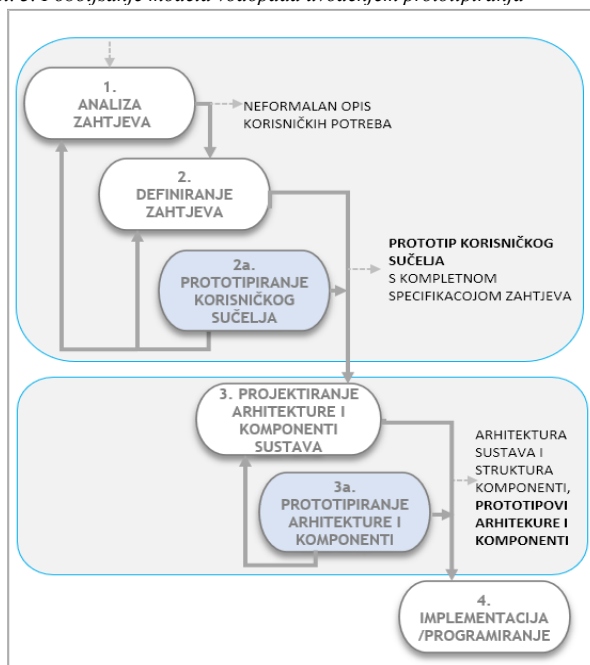 1.
ANALIZA
ZAHTJEVA
NEFORMALAN OPIS
KORISNIČKIH POTREBA
2.
DEFINIRANJE
ZAHTJEVA
PROTOTIP KORISNIČKOG
SUČELJA
S KOMPLETNOM
SPECIFIKACOJOM ZAHTJEVA
2a.
PROTOTIPIRANJE
KORISNIČKOG
SUČELJA
3. PROJEKTIRANJE
ARHITEKTURE I
KOMPONENTI
SUSTAVA
ARHITEKTURA
SUSTAVA I
STRUKTURA
KOMPONENTI,
PROTOTIPOVI
ARHITEKURE I
KOMPONENTI
3a.
PROTOTIPIRANJE
ARHITEKTURE I
KOMPONENTI
4.
IMPLEMENTACIJA
/PROGRAMIRANJE